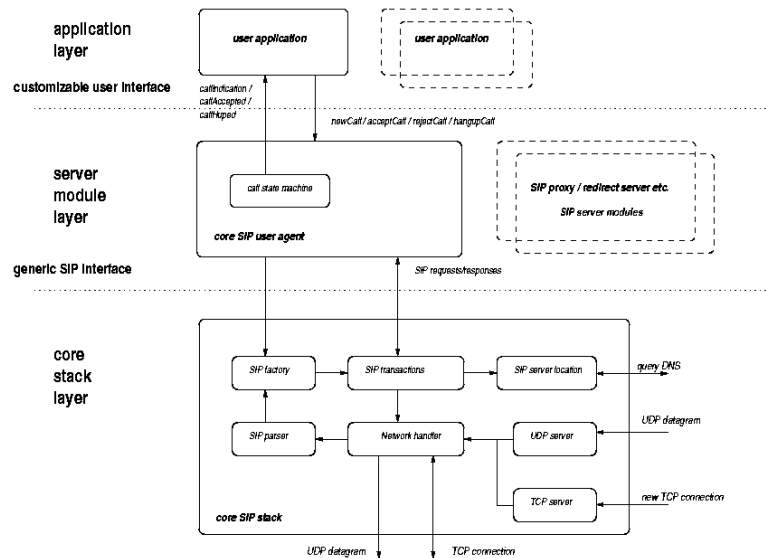 application
layer
user application
user application
customizable user interface
callIndication /
callAccepted /
callHuped
newCall / acceptCall / rejectCall / hangupCall
server
module
layer
call state machine
SIP proxy / redirect server etc.
SIP server modules
core SIP user agent
generic SIP interface
SIP requests/responses
core
stack
layer
SIP factory
SIP transactions
SIP server location
query DNS
UDP datagram
SIP parser
Network handler
UDP server
TCP server
new TCP connection
core SIP stack
UDP datagram
TCP connection